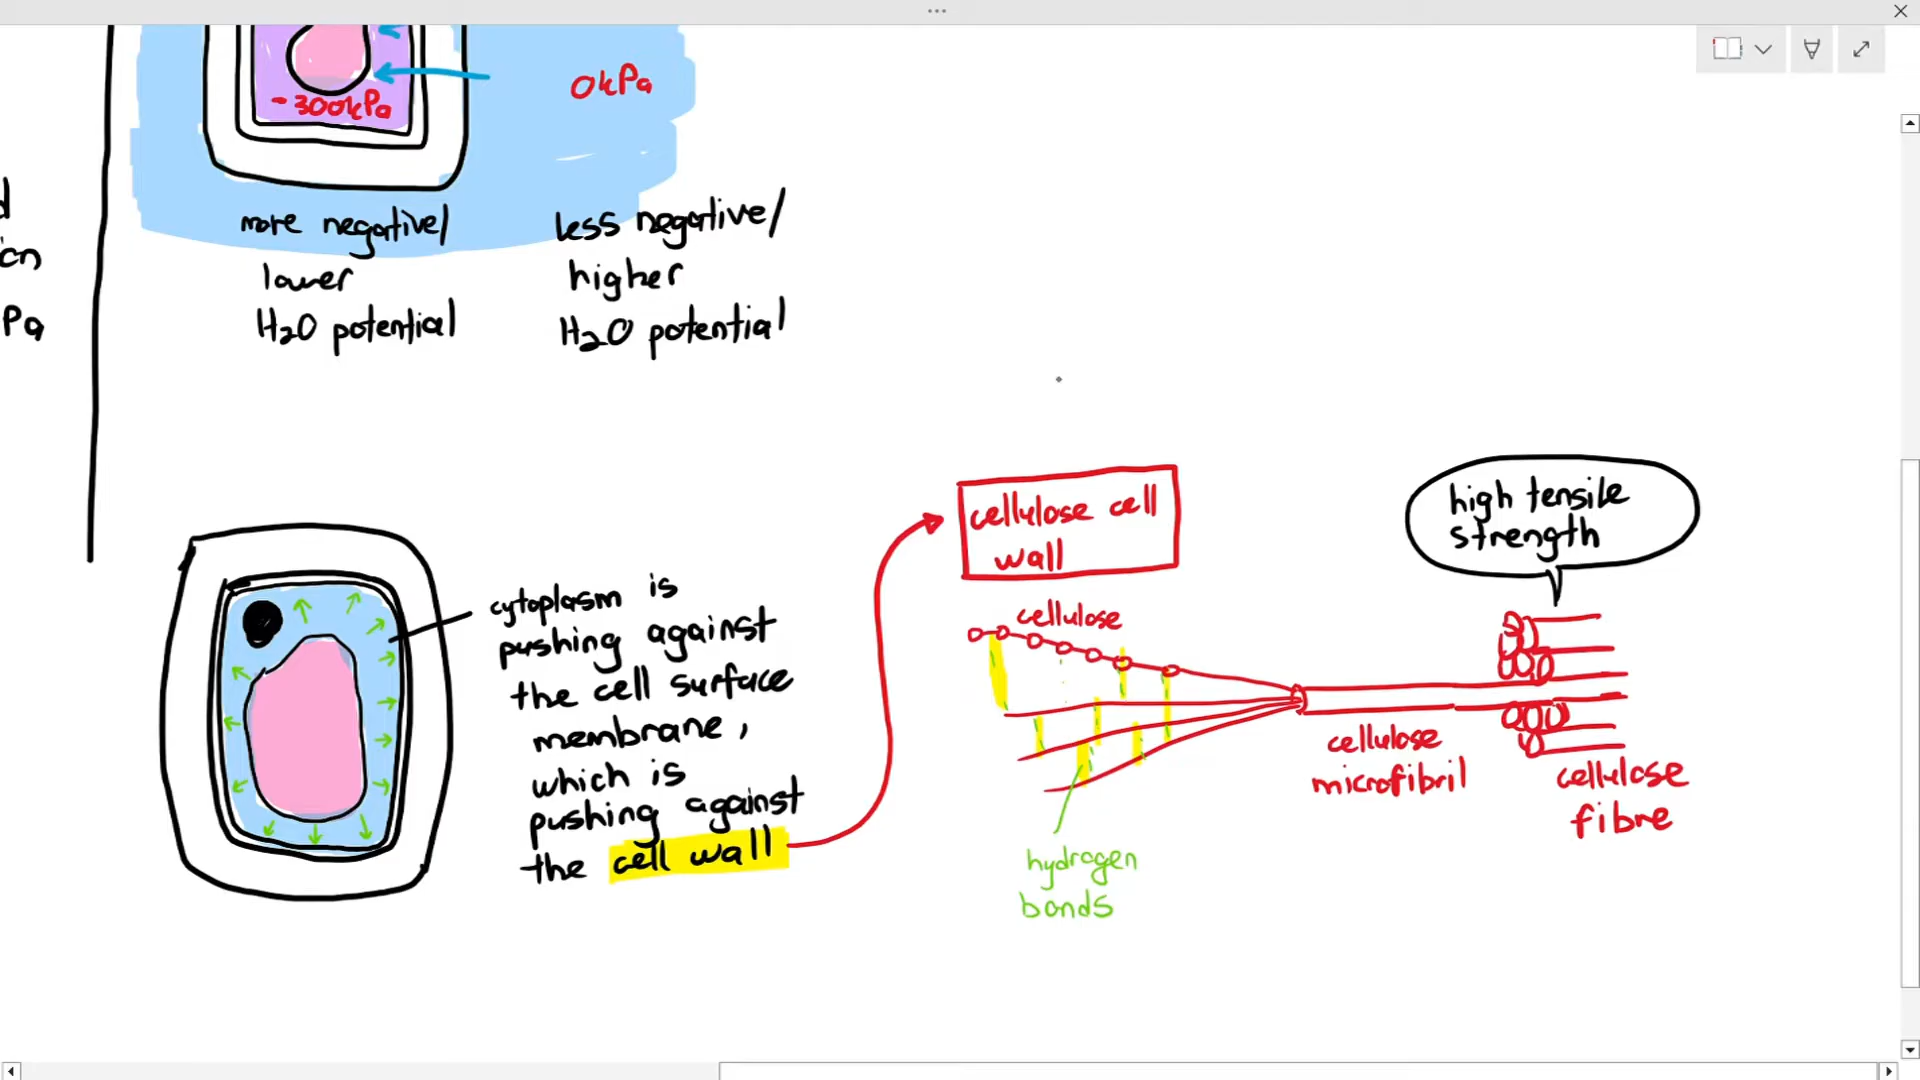 0kPa
- 300kPa
cn
Pa
more negative/
lower
H2O potential
less negative/
higher
H2O potential
cytoplasm is
pushing against
the cell surface
membrane,
which is
pushing against
the cell wall
cellulose cell
wall
cellulose
hydrogen
bonds
cellulose
microfibril
high tensile
strength
cellulose
fibre